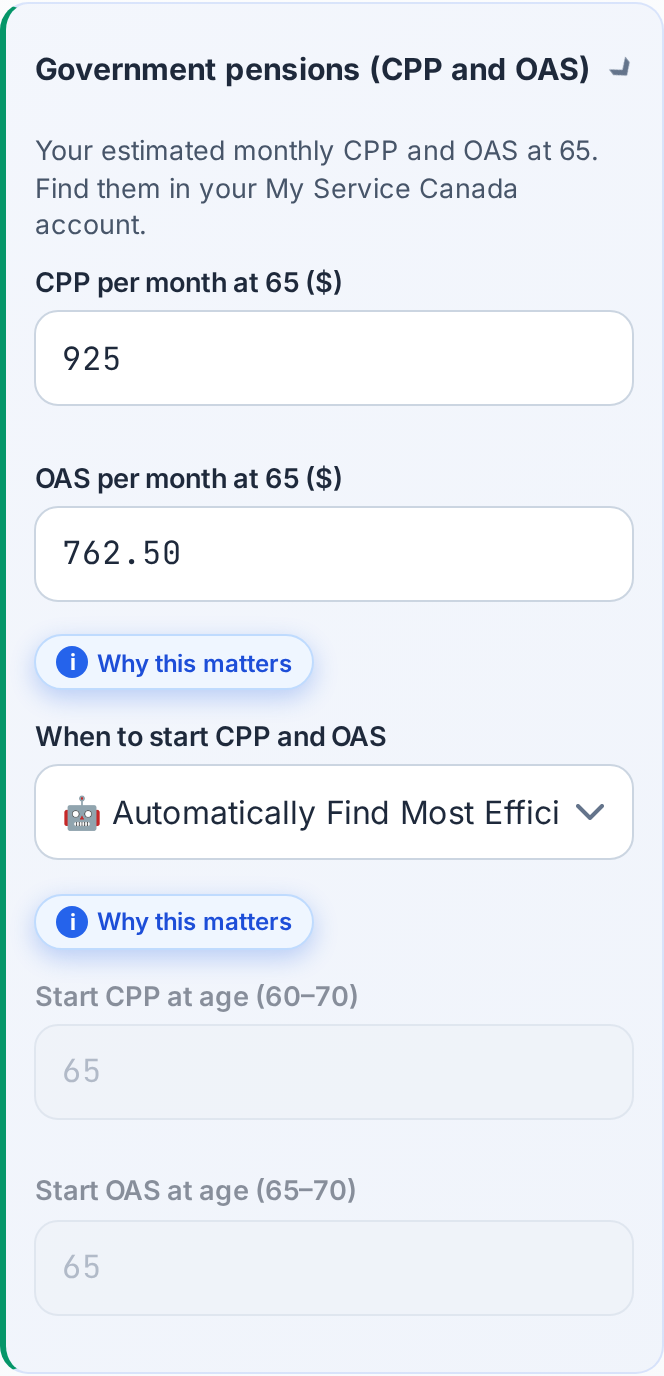 Government pensions (CPP and OAS)
Your estimated monthly CPP and OAS at 65.
Find them in your My Service Canada
account.
CPP per month at 65 ($)
925
OAS per month at 65 ($)
762.50
i Why this matters
When to start CPP and OAS
🤖 Automatically Find Most Effici
i Why this matters
Start CPP at age (60–70)
65
Start OAS at age (65–70)
65